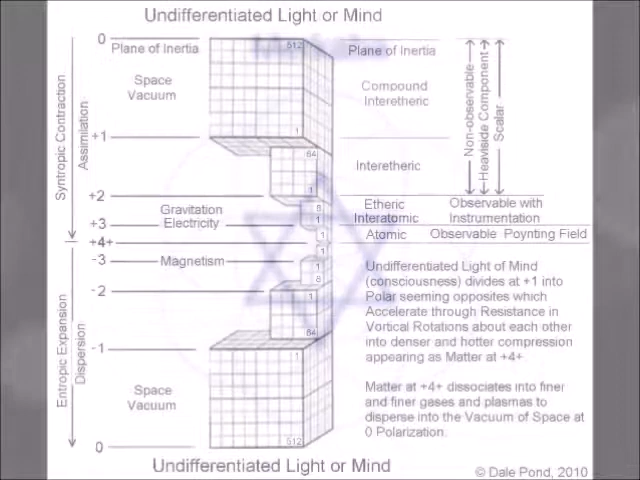 Undifferentiated Light or Mind
0
Plane of Inertia
512
Plane of Inertia
Space
Vacuum
Compound
Interetheric
Non-observable
Heaviside Component
Scalar
Syntropic Contraction
Assimilation
+1
1
64
Interetheric
1
+2
Etheric
Interatomic
Observable with
Instrumentation
Gravitation
8
+3
Electricity
1
+4+
1
Atomic
Observable Poynting Field
1
-3
Magnetism
1
8
-2
1
64
Undifferentiated Light of Mind
(consciousness) divides at +1 into
Polar seeming opposites which
Accelerate through Resistance in
Vortical Rotations about each other
into denser and hotter compression
appearing as Matter at +4+
Entropic Expansion
Dispersion
-1
1
Space
Vacuum
Matter at +4+ dissociates into finer
and finer gases and plasmas to
disperse into the Vacuum of Space at
0 Polarization.
0
512
Undifferentiated Light or Mind
© Dale Pond, 2010